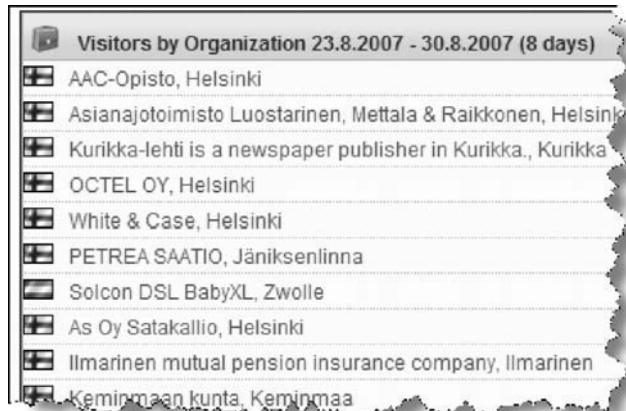 Visitors by Organization 23.8.2007 - 30.8.2007 (8 days)
AAC-Opisto, Helsinki
Asianajotoimisto Luostarinen, Mettala & Raikkonen, Helsink
Kurikka-lehti is a newspaper publisher in Kurikka., Kurikka
OCTEL OY, Helsinki
White & Case, Helsinki
PETREA SAATIO, Jäniksenlinna
Solcon DSL BabyXL, Zwolle
As Oy Satakallio, Helsinki
Ilmarinen mutual pension insurance company, Ilmarinen
Keminmaan kunta, Keminmaa